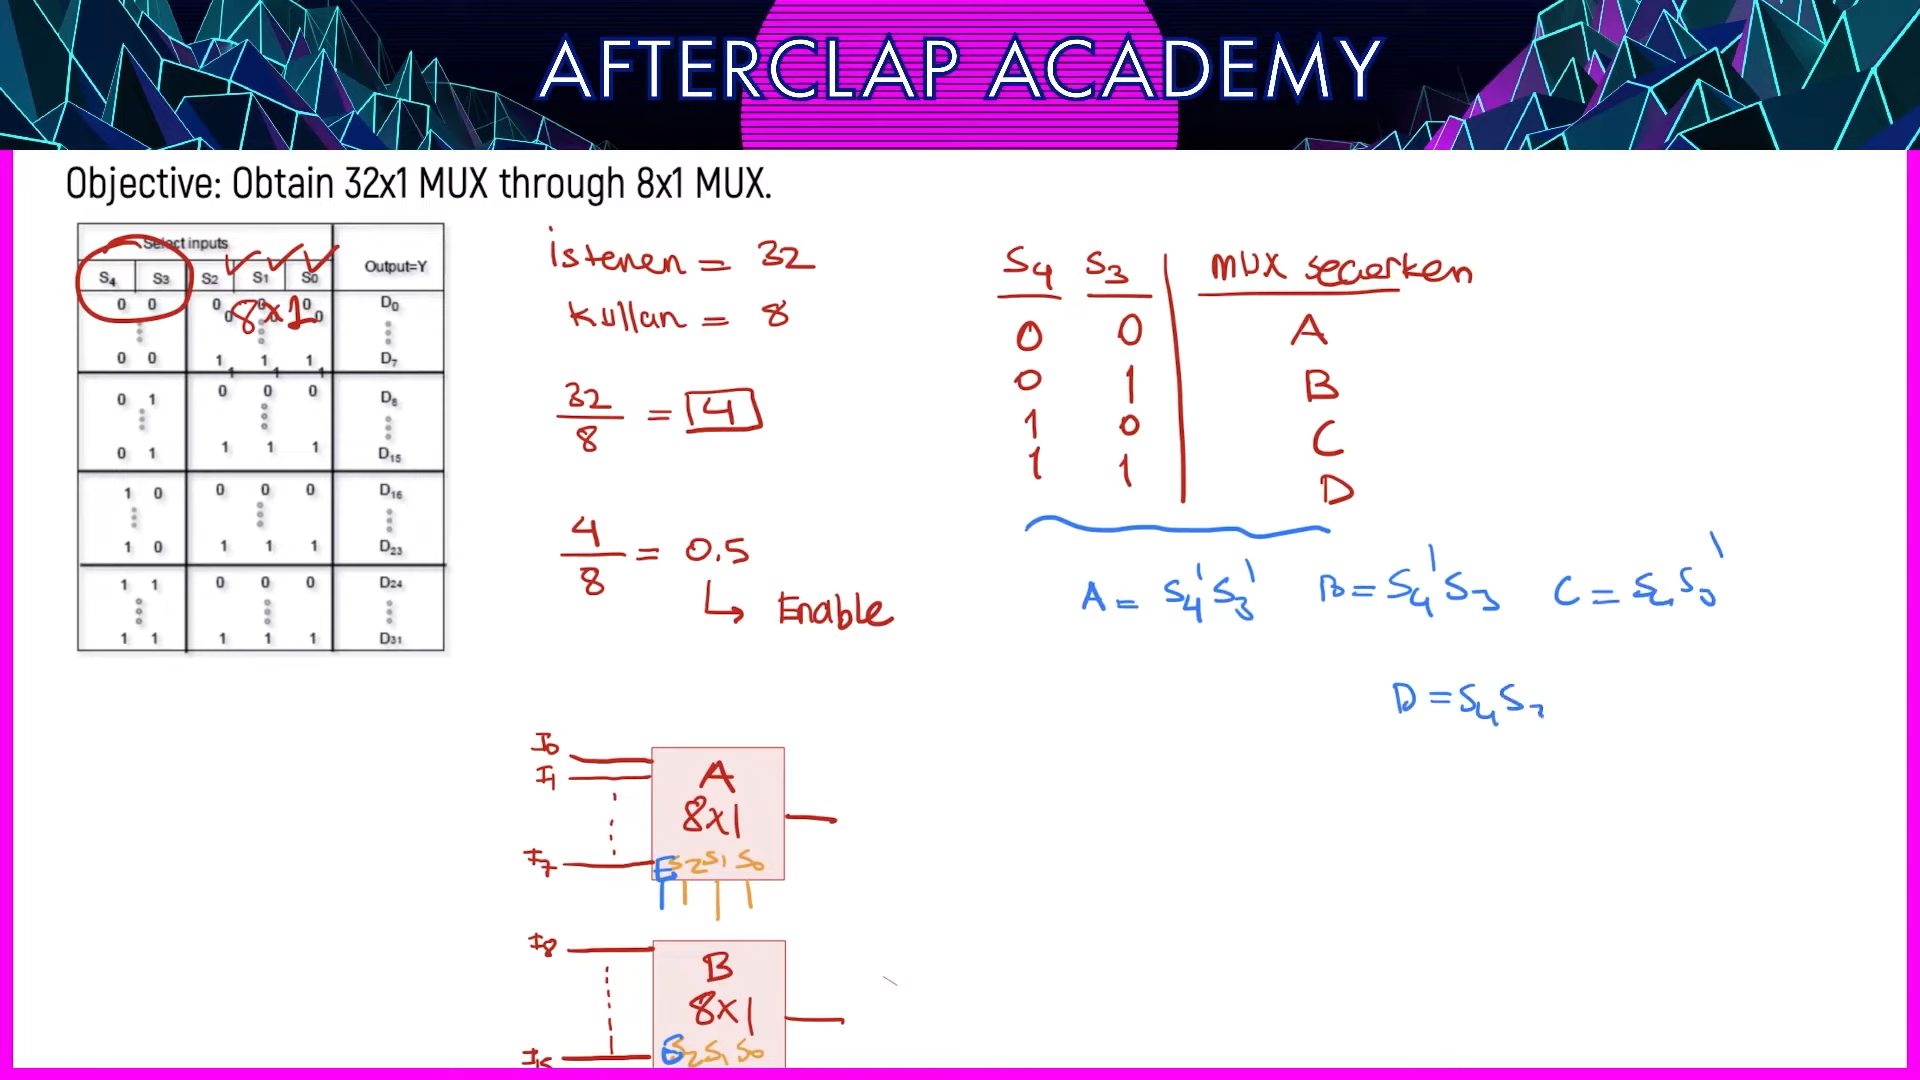 AFTERCLAP ACADEMY
Objective: Obtain 32x1 MUX through 8x1 MUX.
Select inputs
S4 S3 S2 S1 S0 Output=Y
0 0 0 0 0 D0
8x1
0 0 1 1 1 D7
0 1 0 0 0 D8
0 1 1 1 1 D15
1 0 0 0 0 D16
1 0 1 1 1 D23
1 1 0 0 0 D24
1 1 1 1 1 D31
istenen = 32
kullan = 8
32/8 = 4
4/8 = 0.5
Enable
S4 S3 MUX seçerken
0 0 A
0 1 B
1 0 C
1 1 D
A = S4' S3' B = S4' S3 C = S4 S3'
D = S4 S3
I0
I1
I7
A
8x1
E S2 S1 S0
I8
I15
B
8x1
E S2 S1 S0